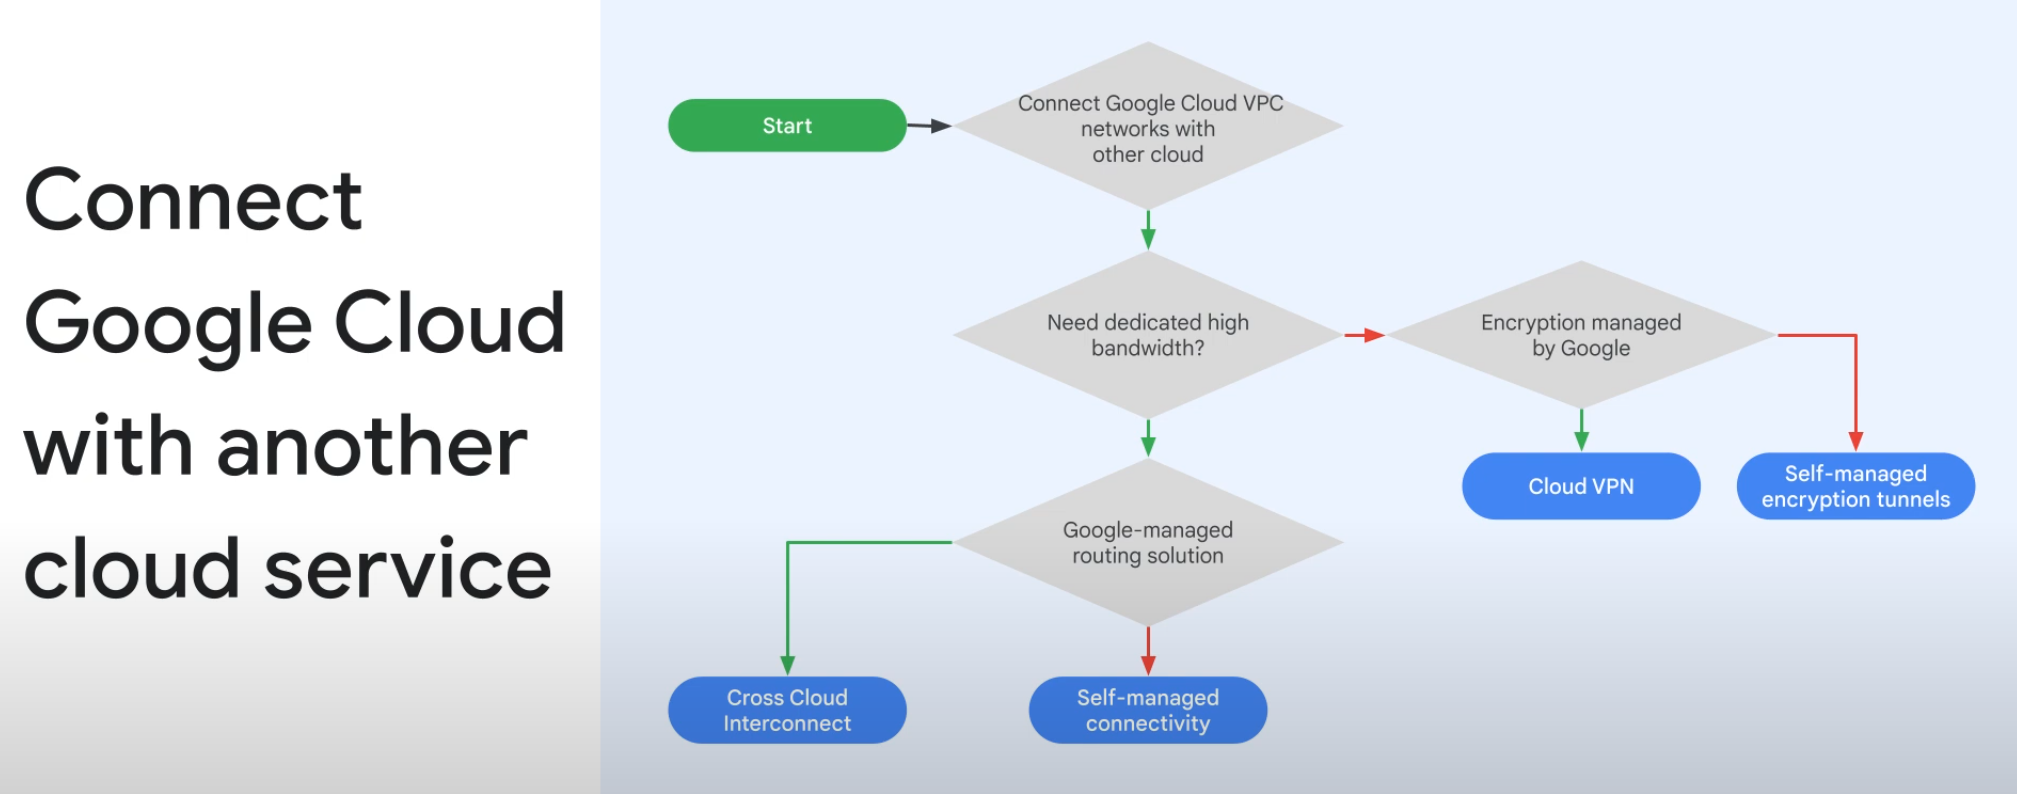 Connect
Google Cloud
with another
cloud service
Start
Connect Google Cloud VPC
networks with
other cloud
Need dedicated high
bandwidth?
Encryption managed
by Google
Cloud VPN
Self-managed
encryption tunnels
Google-managed
routing solution
Cross Cloud
Interconnect
Self-managed
connectivity